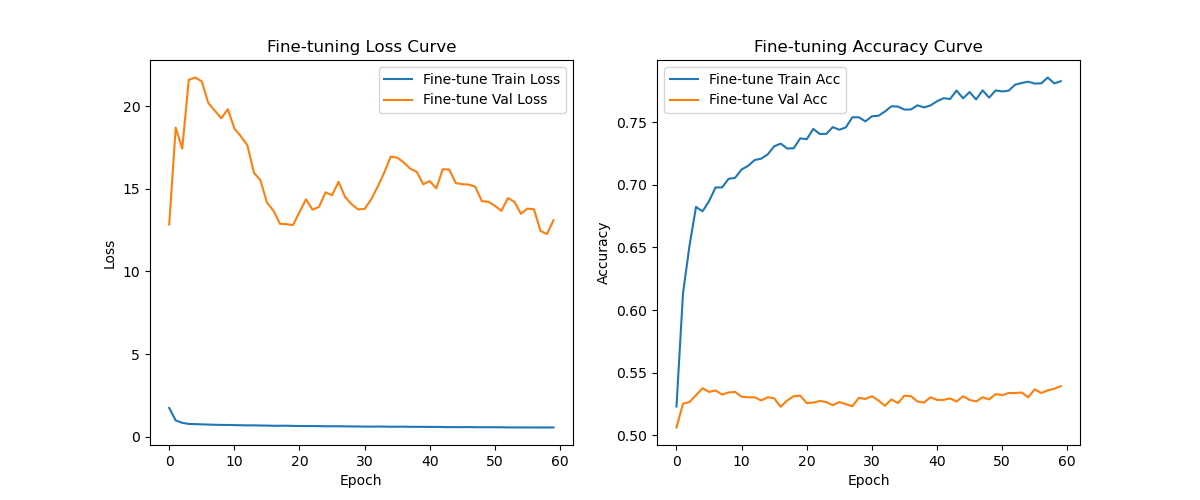 Fine-tuning Loss Curve
Fine-tune Train Loss
Fine-tune Val Loss
20
15
10
5
0
Loss
0 10 20 30 40 50 60
Epoch
Fine-tuning Accuracy Curve
Fine-tune Train Acc
Fine-tune Val Acc
0.75
0.70
0.65
0.60
0.55
0.50
Accuracy
0 10 20 30 40 50 60
Epoch